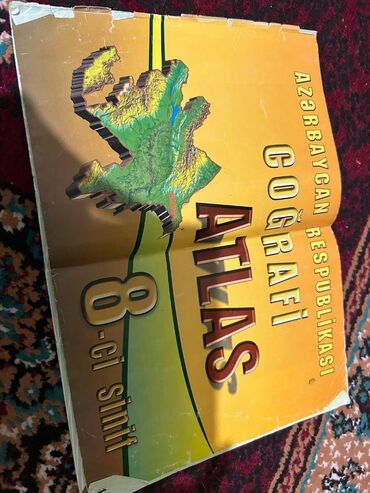 AZƏRBAYCAN RESPUBLİKASI
COĞRAFİ
ATLAS
8-ci sinif